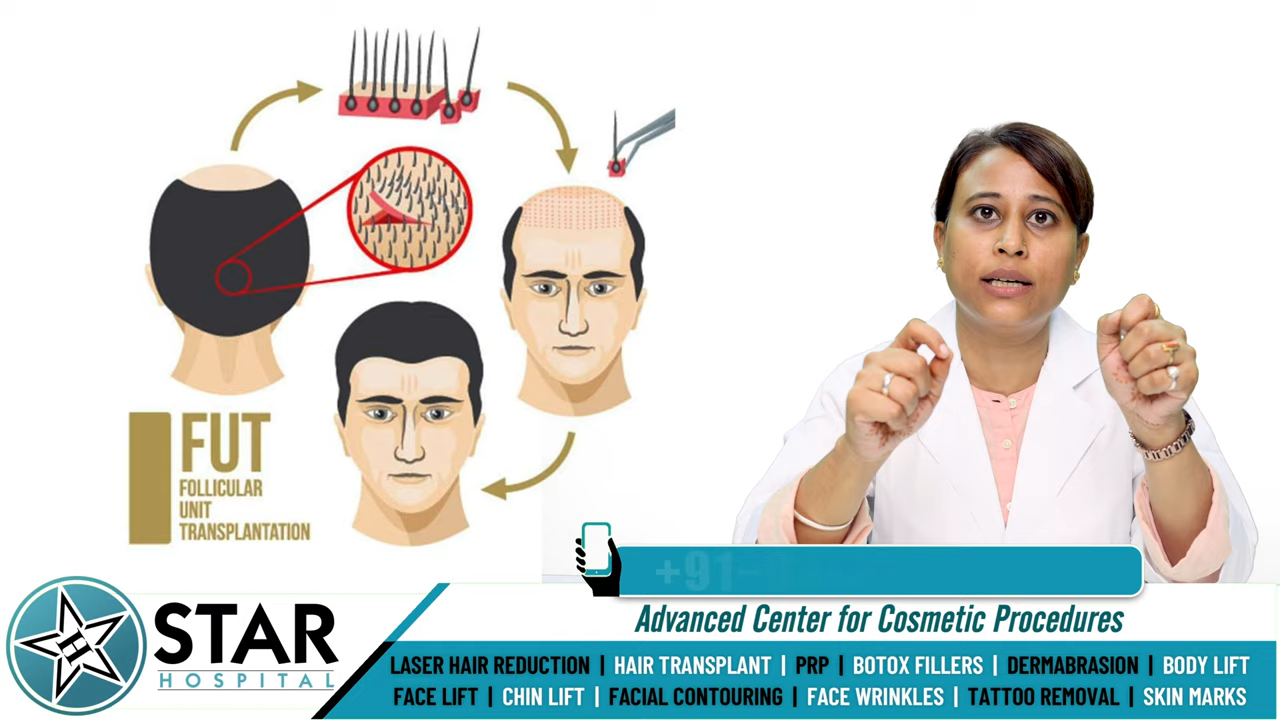 FUT
FOLLICULAR
UNIT
TRANSPLANTATION
+91-
STAR
HOSPITAL
Advanced Center for Cosmetic Procedures
LASER HAIR REDUCTION | HAIR TRANSPLANT | PRP | BOTOX FILLERS | DERMABRASION | BODY LIFT
FACE LIFT | CHIN LIFT | FACIAL CONTOURING | FACE WRINKLES | TATTOO REMOVAL | SKIN MARKS